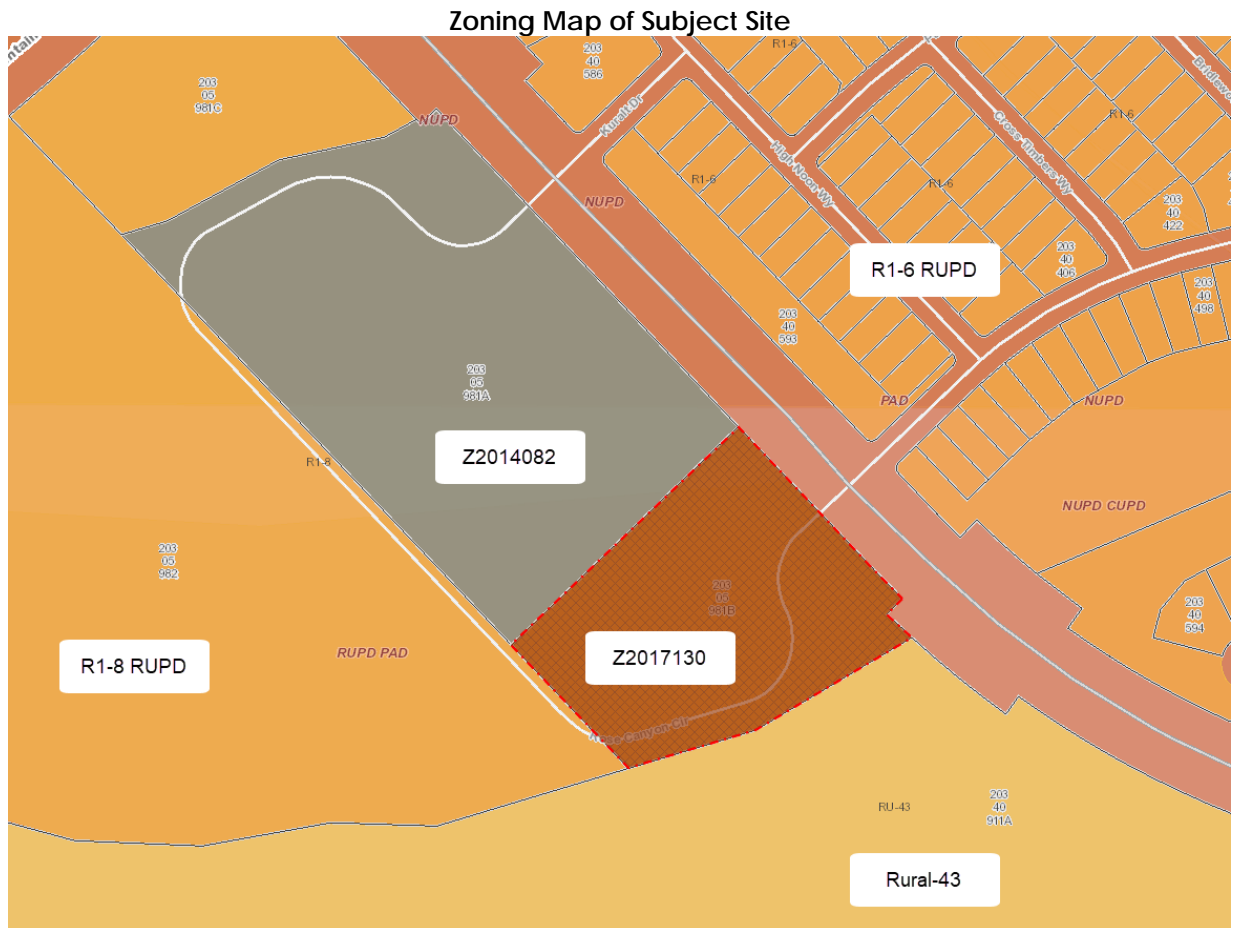 Zoning Map of Subject Site
203
05
981C
NUPD
203
40
586
Kuralt Dr
R1-6
High-Noon-Wy
Cross-Timbers-Wy
R1-6
R1-6
R1-6
NUPD
203
40
422
203
40
406
R1-6 RUPD
203
40
498
203
40
593
203
05
981A
PAD
NUPD
Z2014082
R1-8
NUPD CUPD
203
05
982
203
05
981B
203
40
594
RUPD PAD
R1-8 RUPD
Z2017130
RU-43
203
40
911A
Rural-43